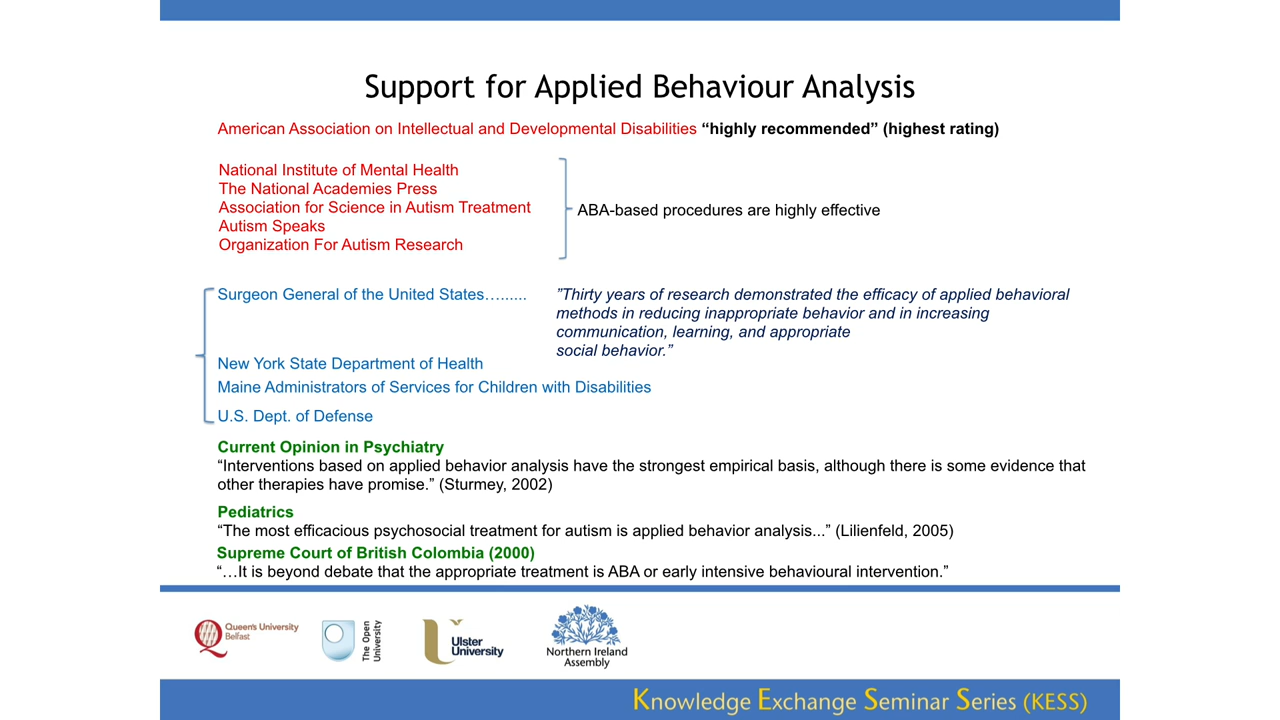 Support for Applied Behaviour Analysis
American Association on Intellectual and Developmental Disabilities “highly recommended” (highest rating)
National Institute of Mental Health
The National Academies Press
Association for Science in Autism Treatment
Autism Speaks
Organization For Autism Research
ABA-based procedures are highly effective
Surgeon General of the United States…......
”Thirty years of research demonstrated the efficacy of applied behavioral
methods in reducing inappropriate behavior and in increasing
communication, learning, and appropriate
social behavior.”
New York State Department of Health
Maine Administrators of Services for Children with Disabilities
U.S. Dept. of Defense
Current Opinion in Psychiatry
“Interventions based on applied behavior analysis have the strongest empirical basis, although there is some evidence that
other therapies have promise.” (Sturmey, 2002)
Pediatrics
“The most efficacious psychosocial treatment for autism is applied behavior analysis...” (Lilienfeld, 2005)
Supreme Court of British Colombia (2000)
“…It is beyond debate that the appropriate treatment is ABA or early intensive behavioural intervention.”
Queen's University
Belfast
The Open
University
Ulster
University
Northern Ireland
Assembly
Knowledge Exchange Seminar Series (KESS)